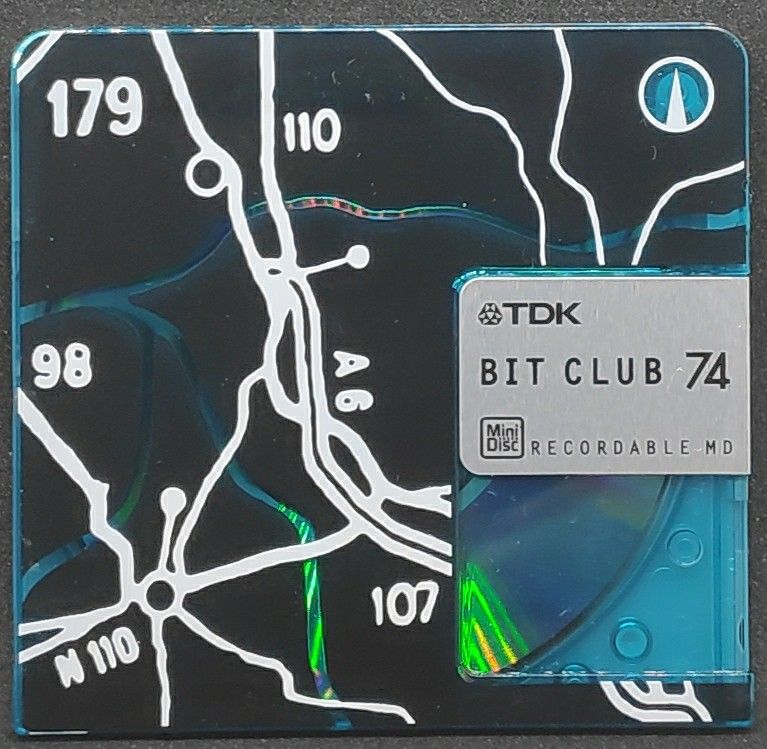 179
110
TDK
98
BIT CLUB 74
A6
Mini
Disc
RECORDABLE MD
107
N 110